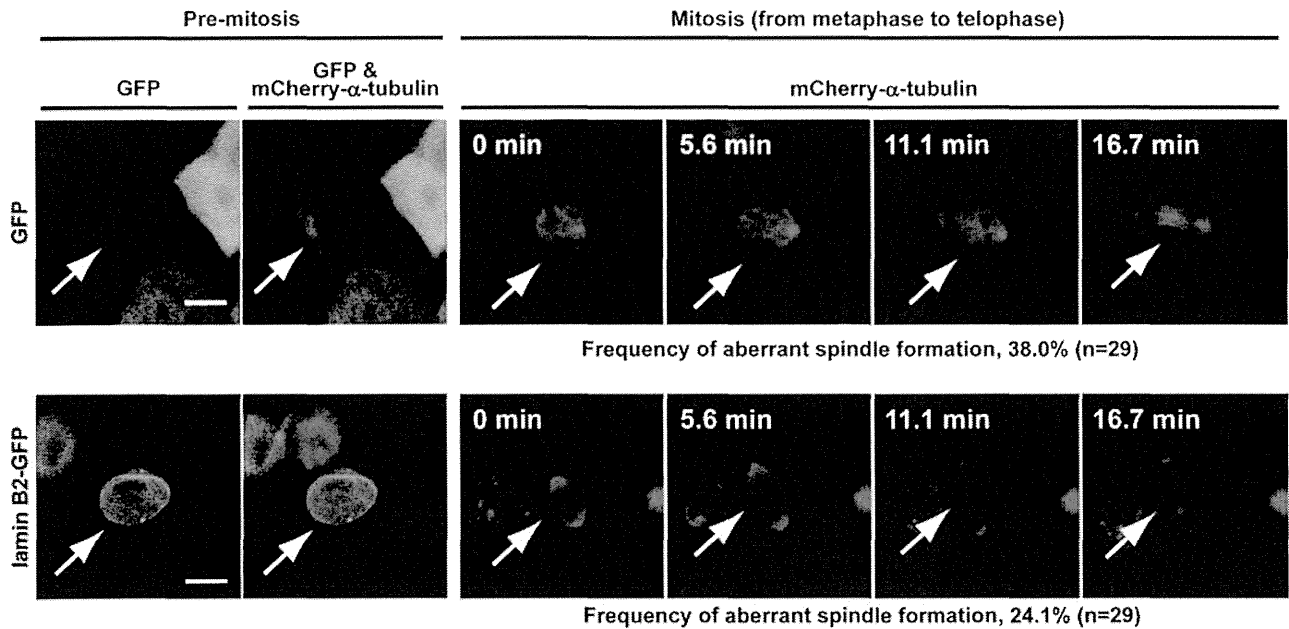 Pre-mitosis
Mitosis (from metaphase to telophase)
GFP
GFP &
mCherry-α-tubulin
mCherry-α-tubulin
GFP
0 min
5.6 min
11.1 min
16.7 min
Frequency of aberrant spindle formation, 38.0% (n=29)
lamin B2-GFP
0 min
5.6 min
11.1 min
16.7 min
Frequency of aberrant spindle formation, 24.1% (n=29)